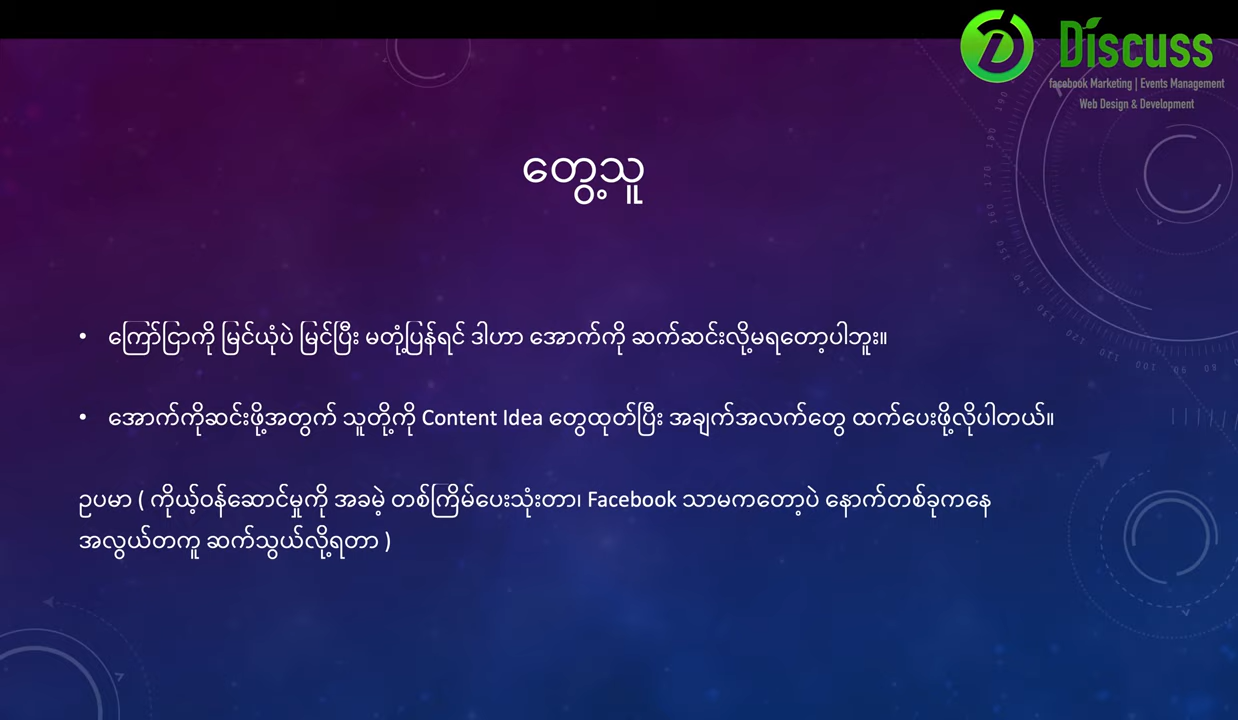 Discuss
facebook Marketing | Events Management
Web Design & Development
တွေ့သူ
• ကြော်ငြာကို မြင်ယုံပဲ မြင်ပြီး မတုံ့ပြန်ရင် ဒါဟာ အောက်ကို ဆက်ဆင်းလို့မရတော့ပါဘူး။
• အောက်ကိုဆင်းဖို့အတွက် သူတို့ကို Content Idea တွေထုတ်ပြီး အချက်အလက်တွေ ထက်ပေးဖို့လိုပါတယ်။
ဥပမာ ( ကိုယ့်ဝန်ဆောင်မှုကို အခမဲ့ တစ်ကြိမ်ပေးသုံးတာ၊ Facebook သာမကတော့ပဲ နောက်တစ်ခုကနေ
အလွယ်တကူ ဆက်သွယ်လို့ရတာ )